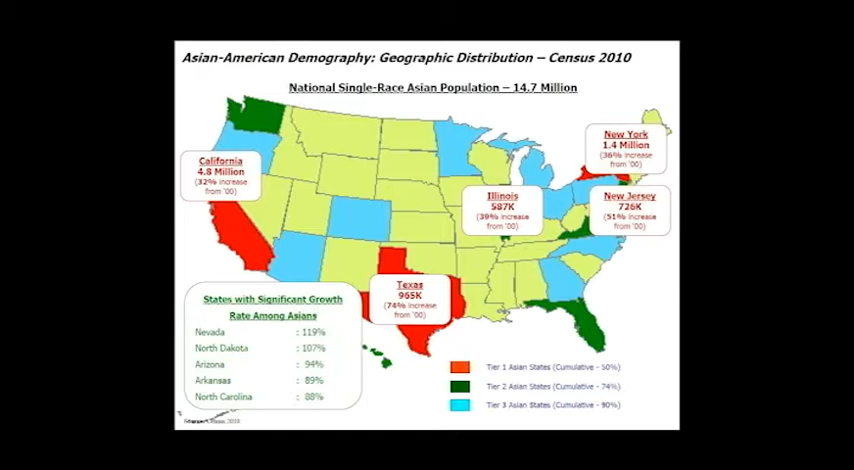 Asian-American Demography: Geographic Distribution – Census 2010
National Single-Race Asian Population – 14.7 Million
New York
1.4 Million
(36% increase
from '00)
California
4.8 Million
(32% increase
from '00)
Illinois
587K
(39% increase
from '00)
New Jersey
726K
(51% increase
from '00)
Texas
965K
(74% increase
from '00)
States with Significant Growth
Rate Among Asians
Nevada : 119%
North Dakota : 107%
Arizona : 94%
Arkansas : 89%
North Carolina : 88%
Tier 1 Asian States (Cumulative - 50%)
Tier 2 Asian States (Cumulative - 74%)
Tier 3 Asian States (Cumulative - 90%)
2010